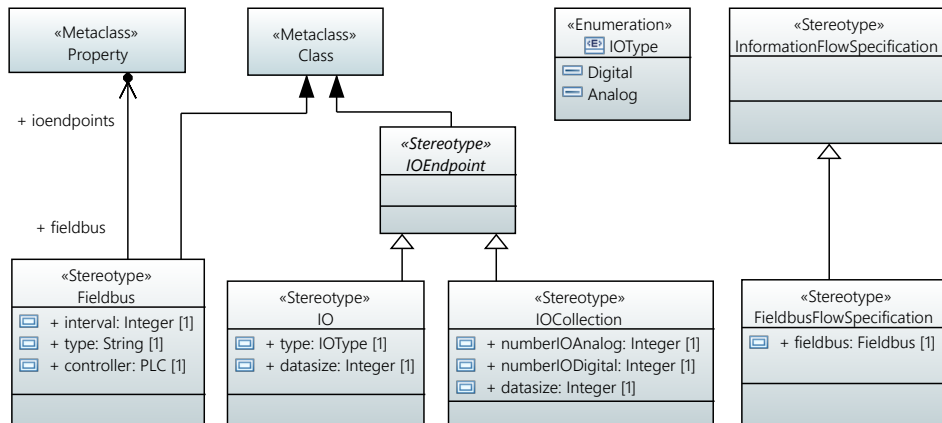 «Metaclass»
Property
«Metaclass»
Class
«Enumeration»
IOType
Digital
Analog
«Stereotype»
InformationFlowSpecification
+ ioendpoints
«Stereotype»
IOEndpoint
+ fieldbus
«Stereotype»
Fieldbus
+ interval: Integer [1]
+ type: String [1]
+ controller: PLC [1]
«Stereotype»
IO
+ type: IOType [1]
+ datasize: Integer [1]
«Stereotype»
IOCollection
+ numberIOAnalog: Integer [1]
+ numberIODigital: Integer [1]
+ datasize: Integer [1]
«Stereotype»
FieldbusFlowSpecification
+ fieldbus: Fieldbus [1]